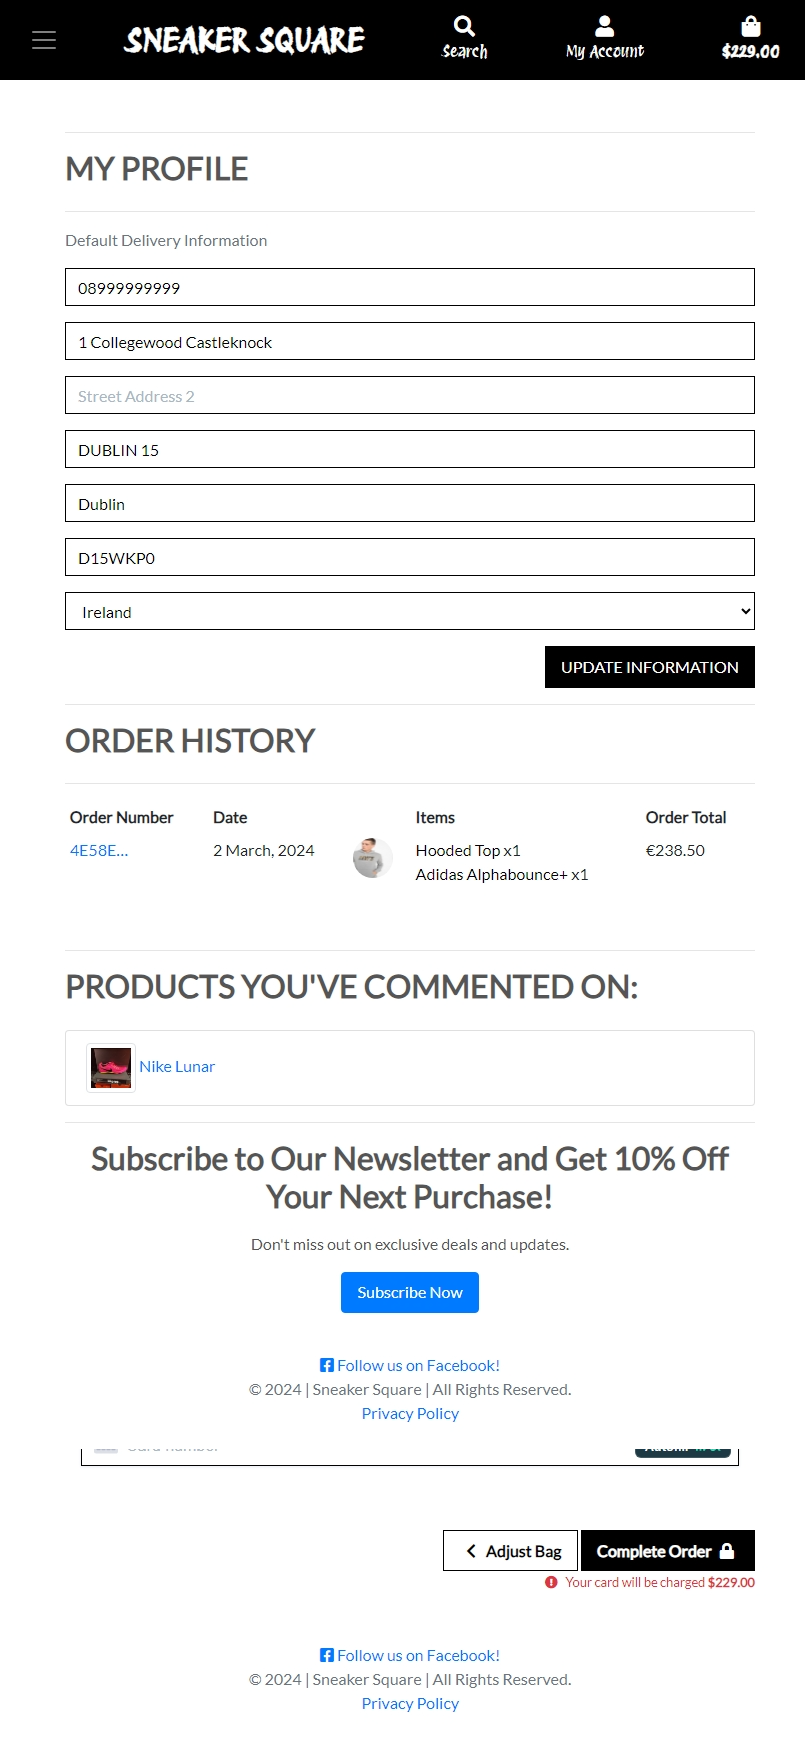 SNEAKER SQUARE
Search
My Account
$229.00
MY PROFILE
Default Delivery Information
08999999999
1 Collegewood Castleknock
Street Address 2
DUBLIN 15
Dublin
D15WKP0
Ireland
UPDATE INFORMATION
ORDER HISTORY
Order Number Date Items Order Total
4E58E... 2 March, 2024 Hooded Top x1 €238.50
Adidas Alphabounce+ x1
PRODUCTS YOU'VE COMMENTED ON:
Nike Lunar
Subscribe to Our Newsletter and Get 10% Off
Your Next Purchase!
Don't miss out on exclusive deals and updates.
Subscribe Now
Follow us on Facebook!
© 2024 | Sneaker Square | All Rights Reserved.
Privacy Policy
Adjust Bag Complete Order
Your card will be charged $229.00
Follow us on Facebook!
© 2024 | Sneaker Square | All Rights Reserved.
Privacy Policy